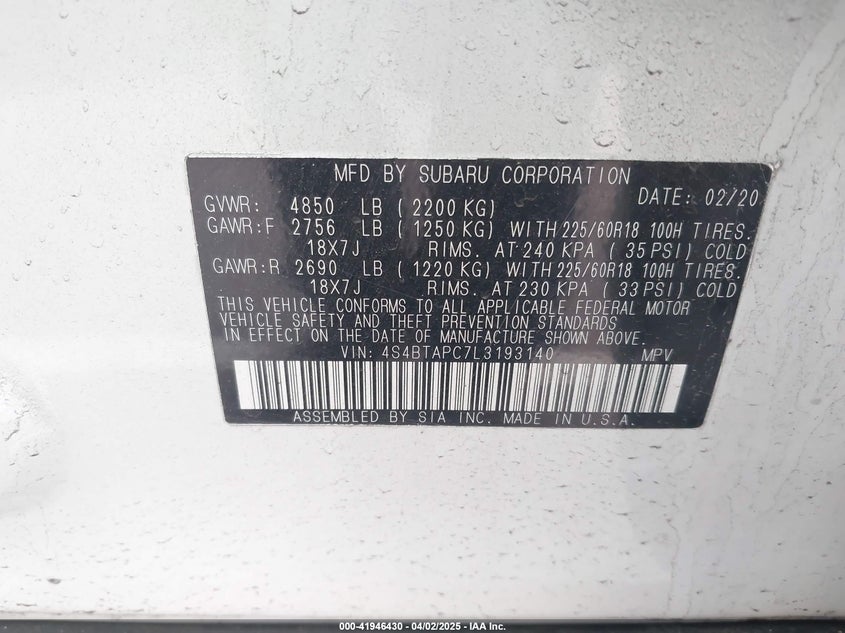 MFD BY SUBARU CORPORATION
DATE: 02/20
GVWR: 4850 LB ( 2200 KG)
GAWR:F 2756 LB ( 1250 KG) WITH 225/60R18 100H TIRES.
18X7J RIMS. AT 240 KPA ( 35 PSI) COLD
GAWR:R 2690 LB ( 1220 KG) WITH 225/60R18 100H TIRES.
18X7J RIMS. AT 230 KPA ( 33 PSI) COLD
THIS VEHICLE CONFORMS TO ALL APPLICABLE FEDERAL MOTOR
VEHICLE SAFETY AND THEFT PREVENTION STANDARDS
IN EFFECT ON THE DATE OF MANUFACTURE SHOWN ABOVE.
VIN: 4S4BTAPC7L3193140 MPV
ASSEMBLED BY SIA INC. MADE IN U.S.A.
000-41946430 - 04/02/2025 - IAA Inc.